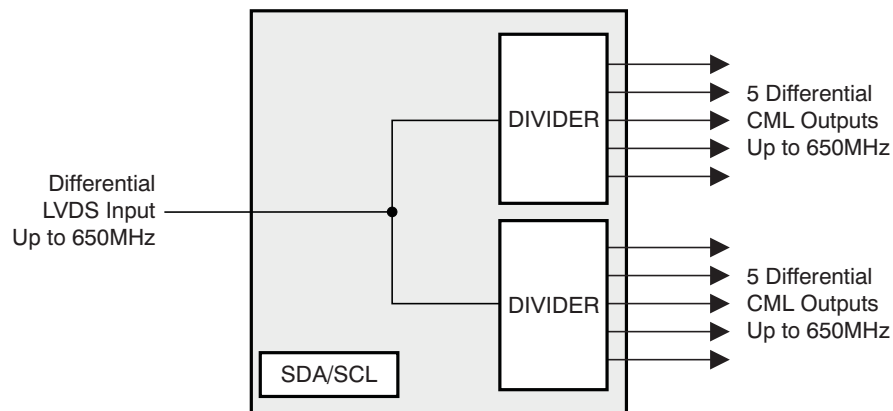 Differential
LVDS Input
Up to 650MHz
DIVIDER
5 Differential
CML Outputs
Up to 650MHz
DIVIDER
5 Differential
CML Outputs
Up to 650MHz
SDA/SCL